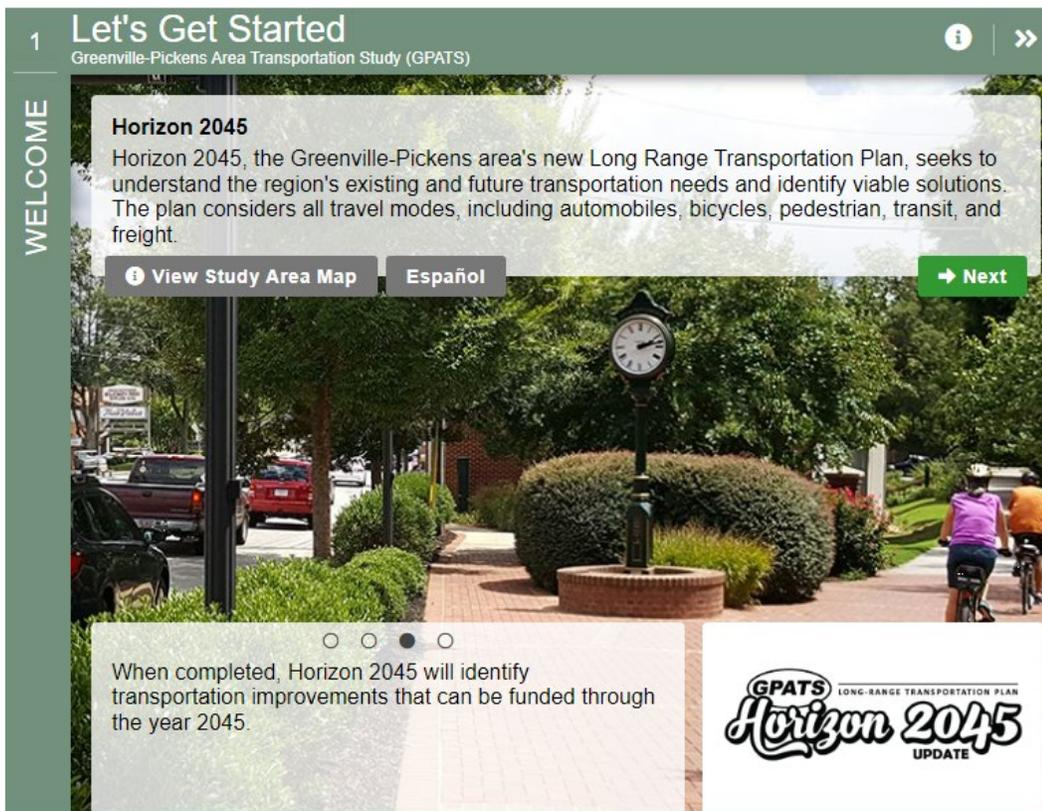 1
Let's Get Started
Greenville-Pickens Area Transportation Study (GPATS)
WELCOME
Horizon 2045
Horizon 2045, the Greenville-Pickens area's new Long Range Transportation Plan, seeks to
understand the region's existing and future transportation needs and identify viable solutions.
The plan considers all travel modes, including automobiles, bicycles, pedestrian, transit, and
freight.
View Study Area Map
Español
Next
When completed, Horizon 2045 will identify
transportation improvements that can be funded through
the year 2045.
GPATS LONG-RANGE TRANSPORTATION PLAN
Horizon 2045
UPDATE